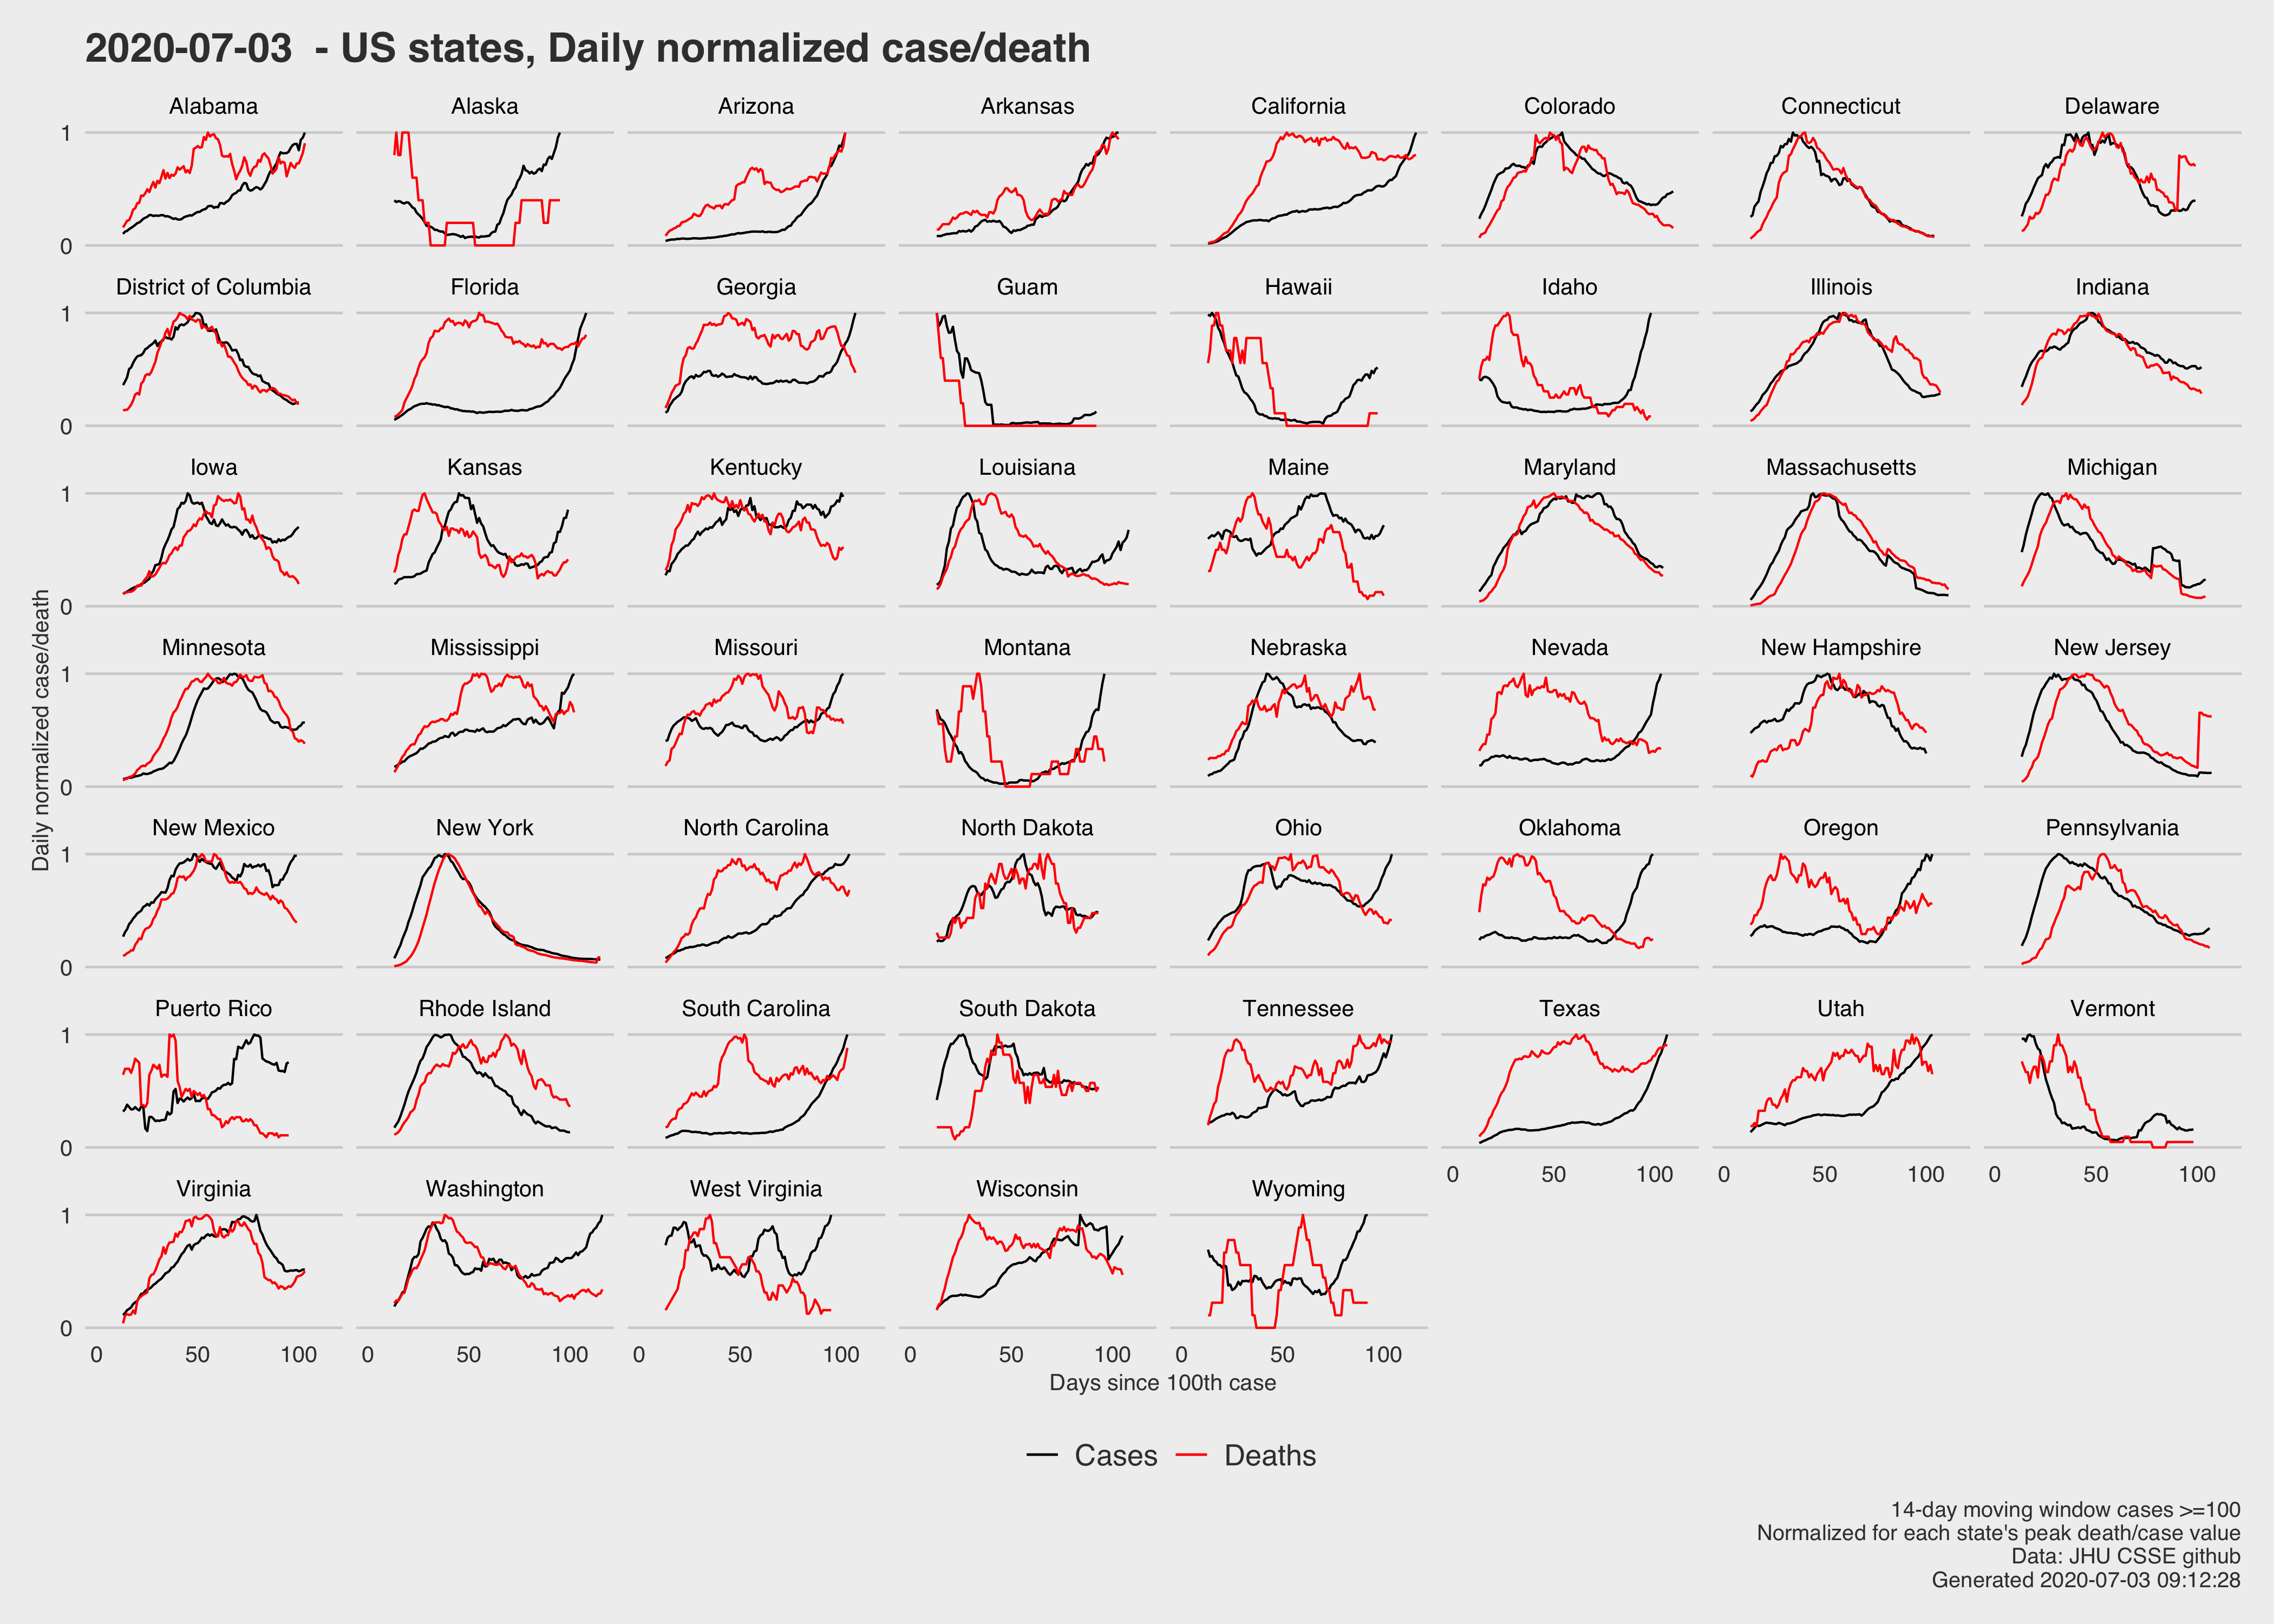 2020-07-03  - US states, Daily normalized case/death
Alabama Alaska Arizona Arkansas California Colorado Connecticut Delaware
1
0
District of Columbia Florida Georgia Guam Hawaii Idaho Illinois Indiana
1
0
Iowa Kansas Kentucky Louisiana Maine Maryland Massachusetts Michigan
1
0
Daily normalized case/death
Minnesota Mississippi Missouri Montana Nebraska Nevada New Hampshire New Jersey
1
0
New Mexico New York North Carolina North Dakota Ohio Oklahoma Oregon Pennsylvania
1
0
Puerto Rico Rhode Island South Carolina South Dakota Tennessee Texas Utah Vermont
1
0
0 50 100 0 50 100 0 50 100
Virginia Washington West Virginia Wisconsin Wyoming
1
0
0 50 100 0 50 100 0 50 100 0 50 100 0 50 100
Days since 100th case
Cases Deaths
14-day moving window cases >=100
Normalized for each state's peak death/case value
Data: JHU CSSE github
Generated 2020-07-03 09:12:28